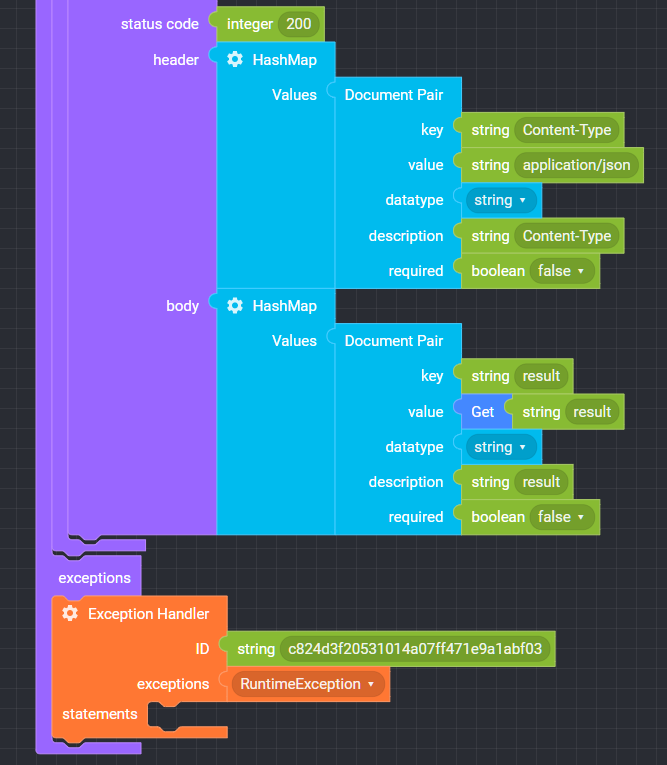 status code integer 200
header HashMap
Values Document Pair
key string Content-Type
value string application/json
datatype string
description string Content-Type
required boolean false
body HashMap
Values Document Pair
key string result
value Get string result
datatype string
description string result
required boolean false
exceptions
Exception Handler
ID string c824d3f20531014a07ff471e9a1abf03
exceptions RuntimeException
statements